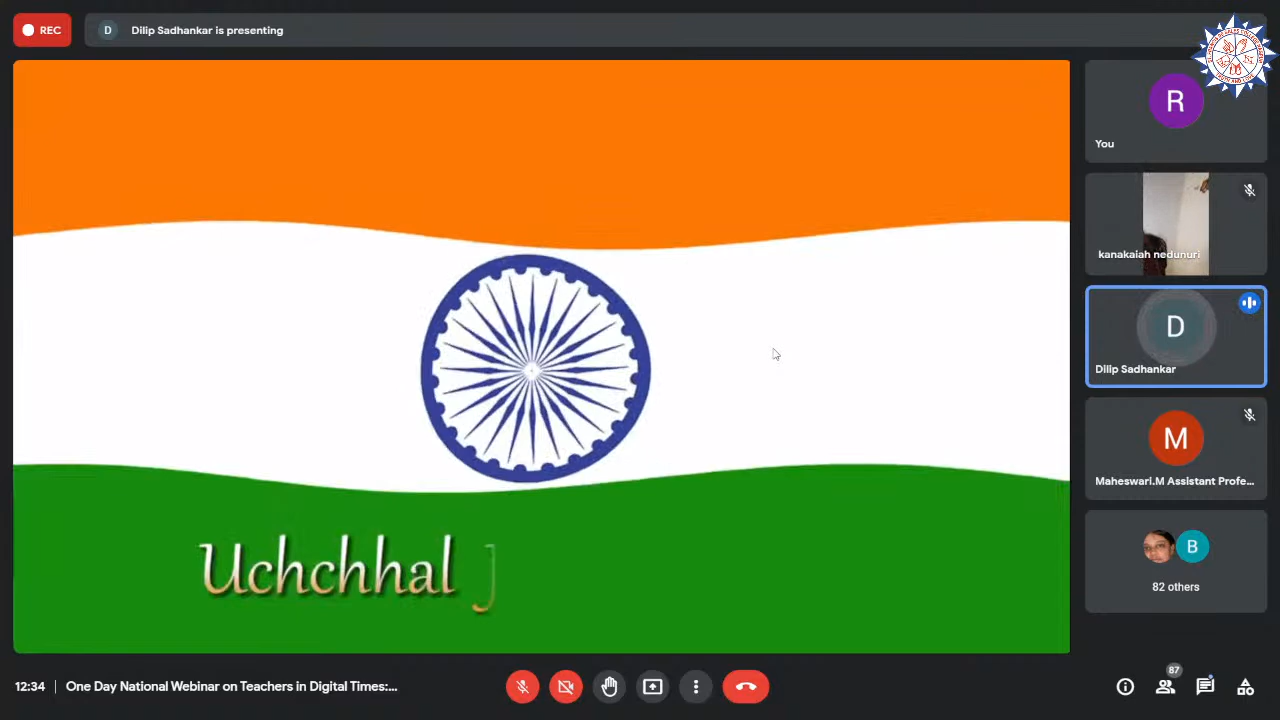 REC
D
Dilip Sadhankar is presenting
R
You
kanakaiah nedunuri
D
Dilip Sadhankar
M
Maheswari.M Assistant Profe...
B
82 others
Uchchhal J
12:34 | One Day National Webinar on Teachers in Digital Times:...
87